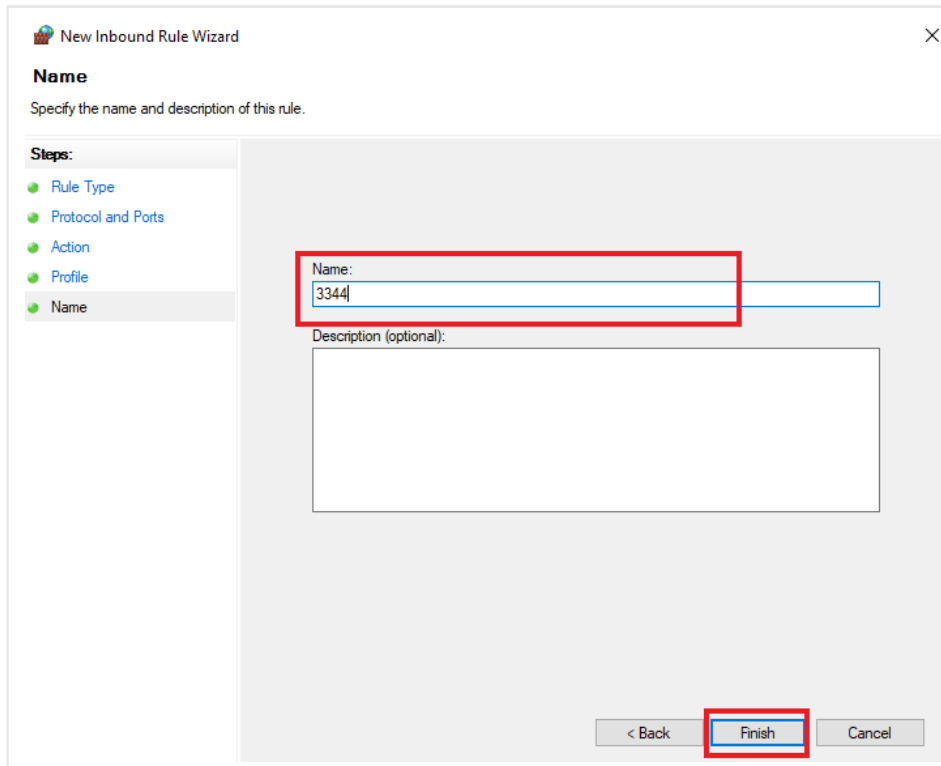 New Inbound Rule Wizard
Name
Specify the name and description of this rule.
Steps:
Rule Type
Protocol and Ports
Action
Profile
Name
Name:
3344
Description (optional):
< Back Finish Cancel